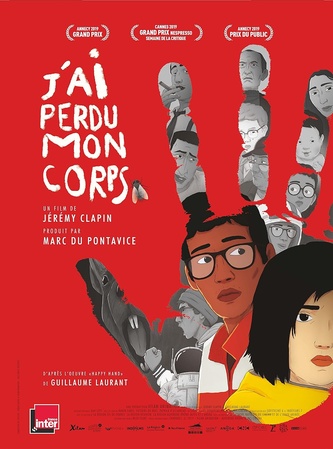 ANNECY 2019
GRAND PRIX
CANNES 2019
GRAND PRIX NESPRESSO
SEMAINE DE LA CRITIQUE
ANNECY 2019
PRIX DU PUBLIC
J'AI
PERDU
MON
CORPS
UN FILM DE
JÉRÉMY CLAPIN
PRODUIT PAR
MARC DU PONTAVICE
D'APRÈS L'OEUVRE «HAPPY HAND»
DE GUILLAUME LAURANT
inter